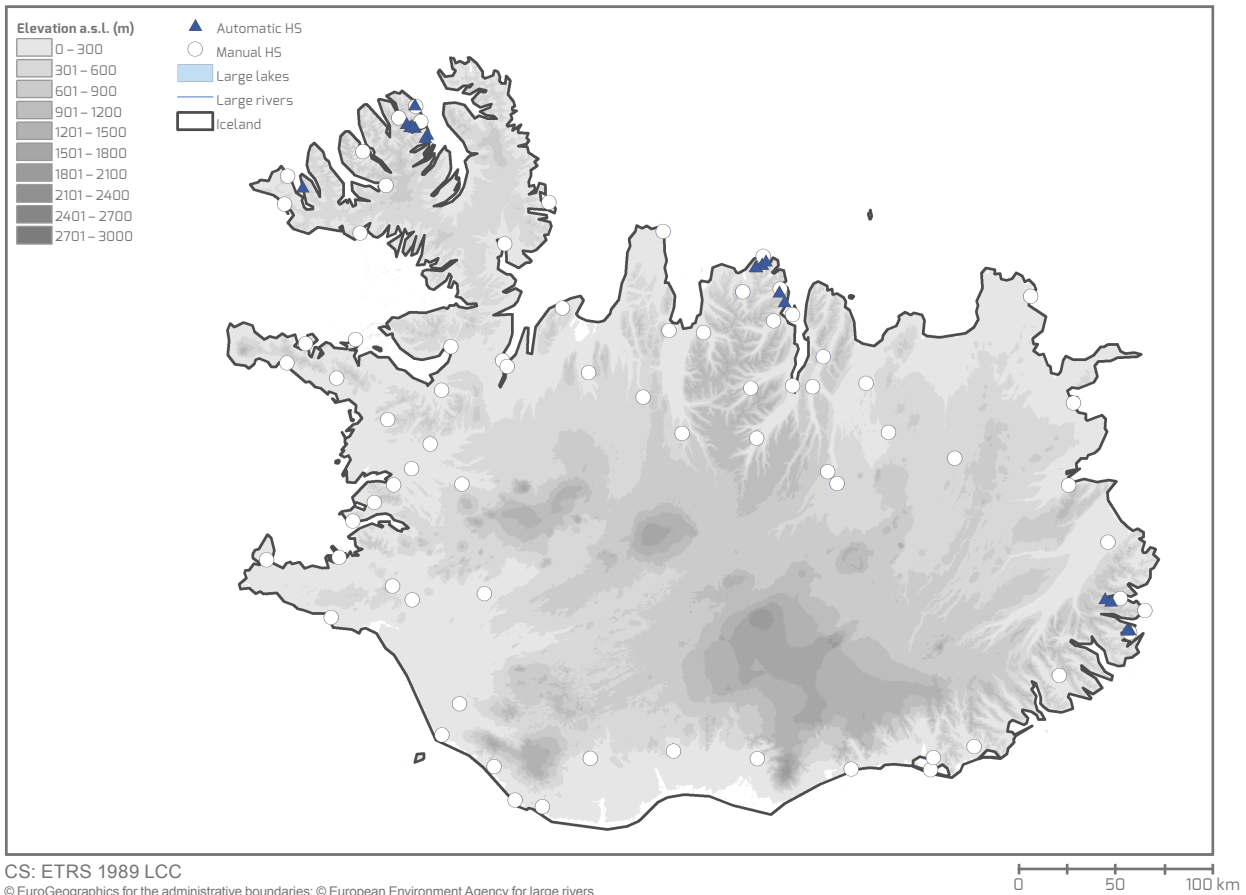 Elevation a.s.l. (m)
0 – 300
301 – 600
601 – 900
901 – 1200
1201 – 1500
1501 – 1800
1801 – 2100
2101 – 2400
2401 – 2700
2701 – 3000
Automatic HS
Manual HS
Large lakes
Large rivers
Iceland
CS: ETRS 1989 LCC
© EuroGeographics for the administrative boundaries; © European Environment Agency for large rivers
0 50 100 km